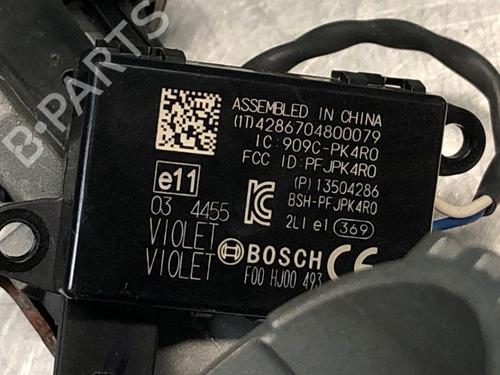 B-PARTS
ASSEMBLED IN CHINA
(1T)4286704800079
IC:909C-PK4R0
FCC ID:PFJPK4R0
(P)13504286
BSH-PFJPK4R0
2LI e1 369
e11
03 4455
VIOLET
VIOLET
BOSCH
F00 HJ00 493
CE